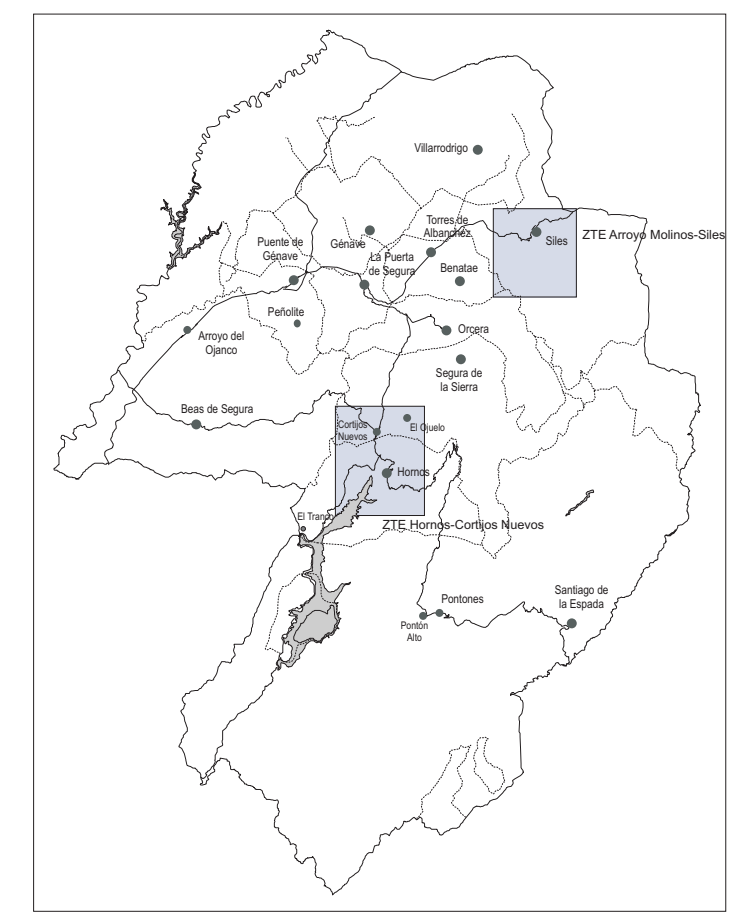 Villarrodrigo
Torres de
Albanchez
Siles
ZTE Arroyo Molinos-Siles
Puente de
Génave
Génave
La Puerta
de Segura
Benatae
Peñolite
Arroyo del
Ojanco
Orcera
Segura de
la Sierra
Beas de Segura
Cortijos
Nuevos
El Ojuelo
Hornos
El Tranco
ZTE Hornos-Cortijos Nuevos
Pontones
Pontón
Alto
Santiago de
la Espada